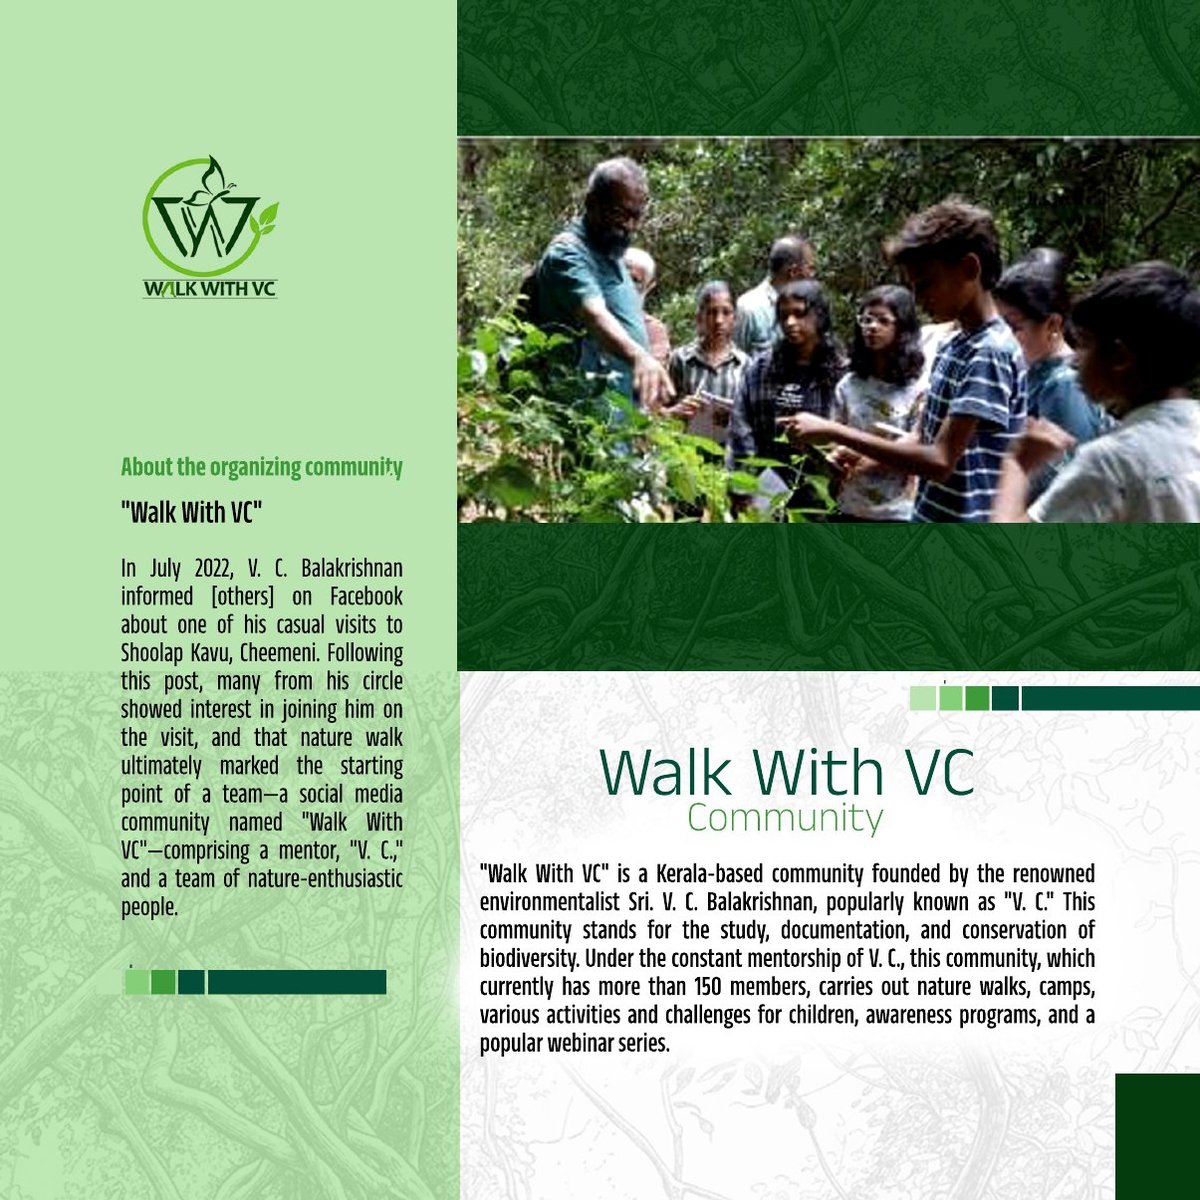 WALK WITH VC
About the organizing community
"Walk With VC"
In July 2022, V. C. Balakrishnan
informed [others] on Facebook
about one of his casual visits to
Shoolap Kavu, Cheemeni. Following
this post, many from his circle
showed interest in joining him on
the visit, and that nature walk
ultimately marked the starting
point of a team—a social media
community named "Walk With
VC"—comprising a mentor, "V. C.,"
and a team of nature-enthusiastic
people.
Walk With VC
Community
"Walk With VC" is a Kerala-based community founded by the renowned
environmentalist Sri. V. C. Balakrishnan, popularly known as "V. C." This
community stands for the study, documentation, and conservation of
biodiversity. Under the constant mentorship of V. C., this community, which
currently has more than 150 members, carries out nature walks, camps,
various activities and challenges for children, awareness programs, and a
popular webinar series.